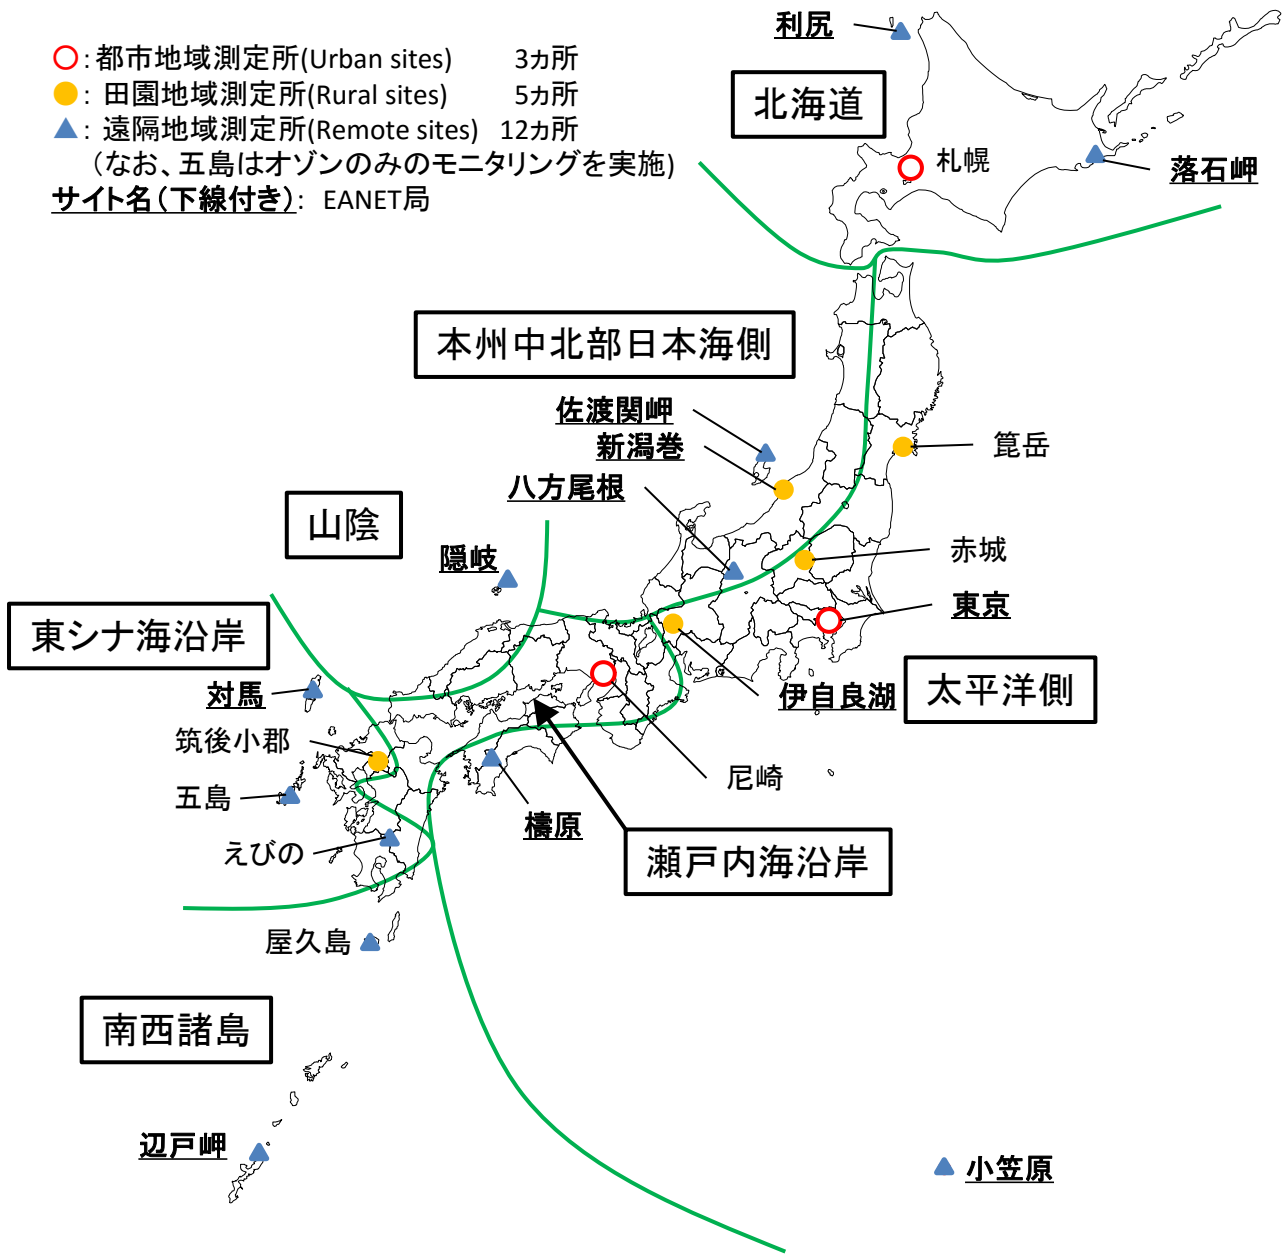 利尻
：都市地域測定所(Urban sites) 3ヵ所
：田園地域測定所(Rural sites) 5ヵ所
：遠隔地域測定所(Remote sites) 12ヵ所
（なお、五島はオゾンのみのモニタリングを実施)
サイト名（下線付き）： EANET局
北海道
札幌
落石岬
本州中北部日本海側
佐渡関岬
新潟巻
八方尾根
箟岳
山陰
隠岐
赤城
東京
東シナ海沿岸
対馬
伊自良湖
太平洋側
筑後小郡
五島
尼崎
えびの
檮原
瀬戸内海沿岸
屋久島
南西諸島
辺戸岬
小笠原